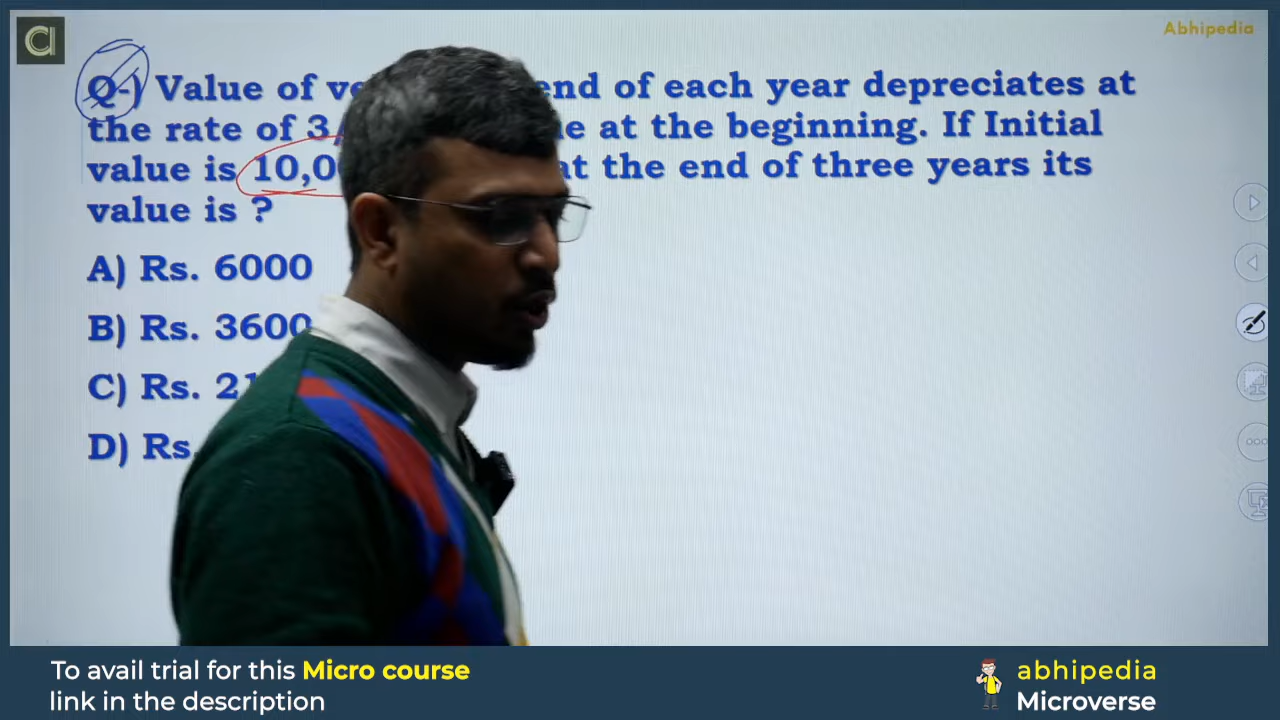 Abhipedia
Q-) Value of end of each year depreciates at
the rate of 3 at the beginning. If Initial
value is 10,0 at the end of three years its
value is ?
A) Rs. 6000
B) Rs. 3600
C) Rs. 21
D) Rs.
To avail trial for this Micro course
link in the description
abhipedia
Microverse